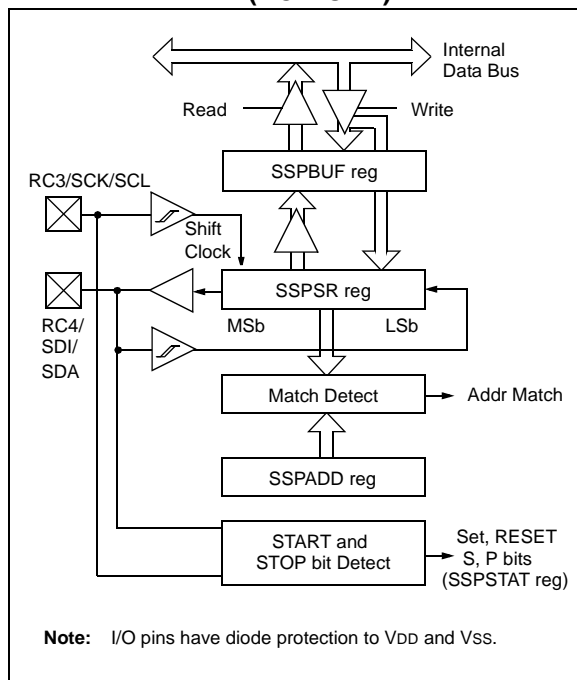 Internal
Data Bus
Read
Write
SSPBUF reg
RC3/SCK/SCL
Shift
Clock
SSPSR reg
MSb
LSb
RC4/
SDI/
SDA
Match Detect
Addr Match
SSPADD reg
START and
STOP bit Detect
Set, RESET
S, P bits
(SSPSTAT reg)
Note: I/O pins have diode protection to VDD and VSS.